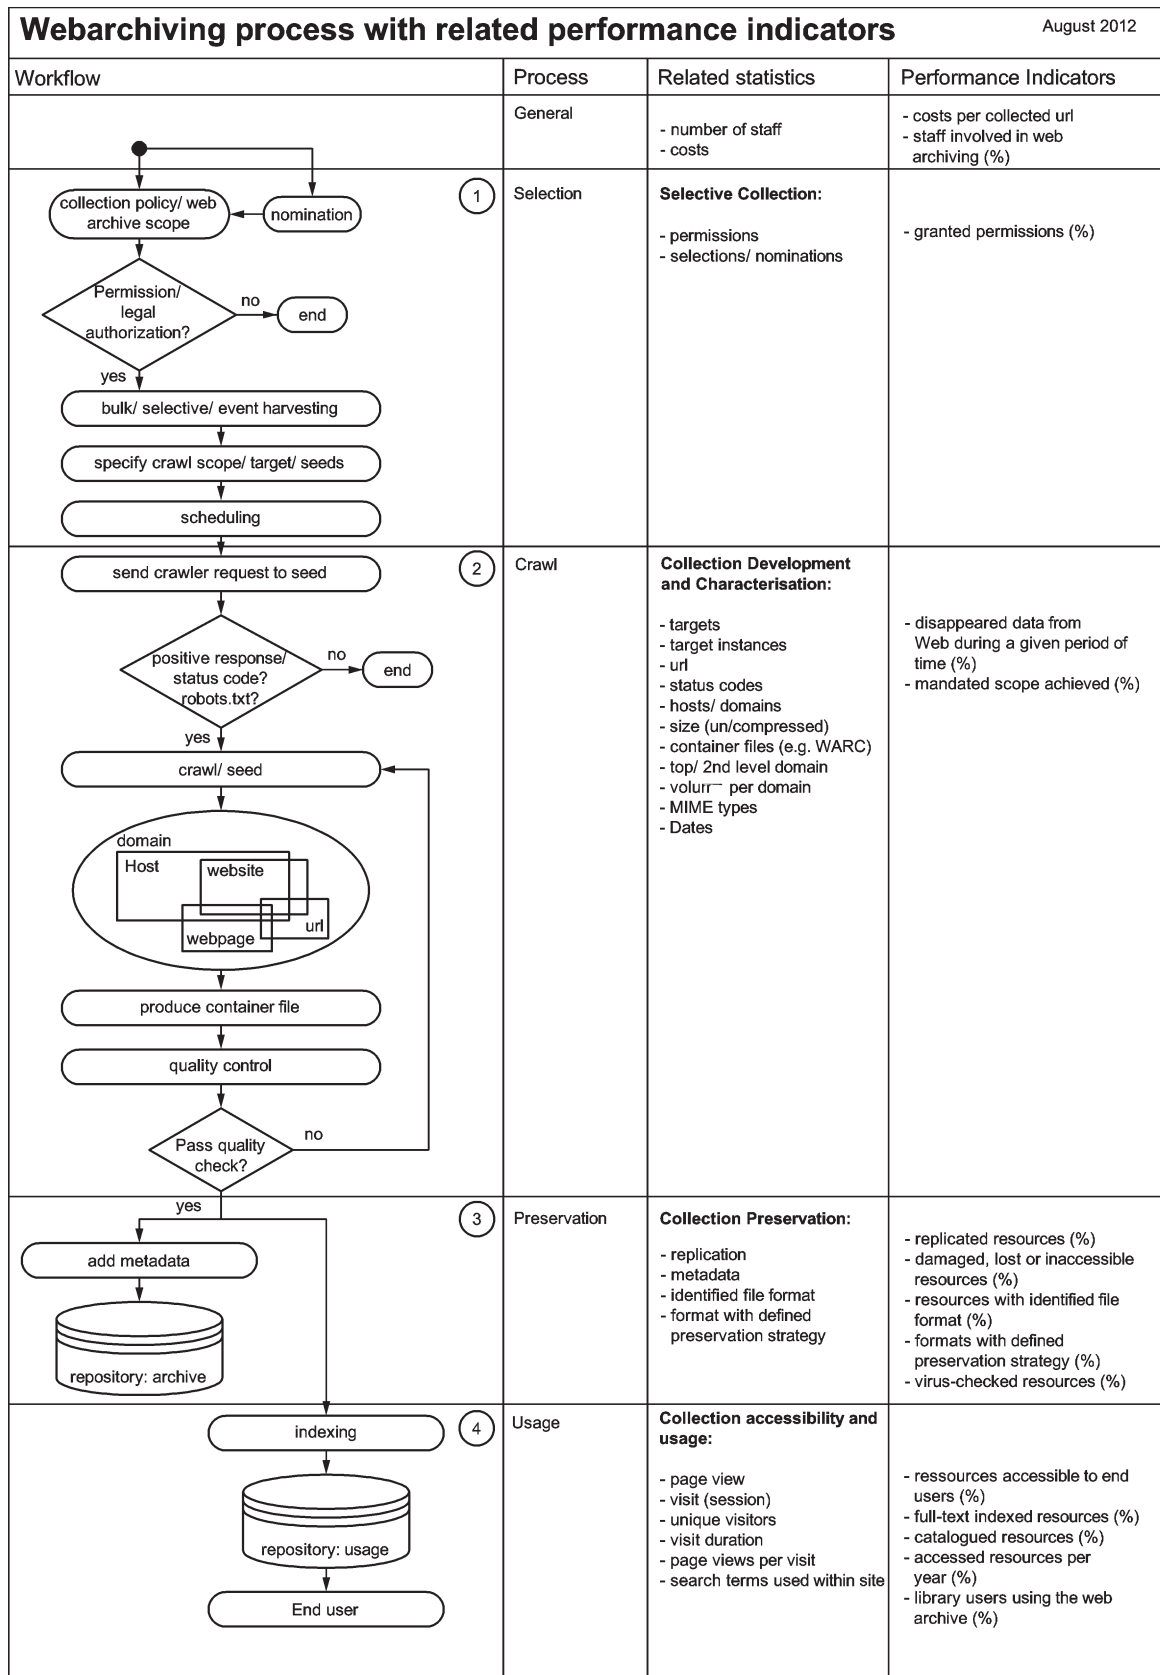 Webarchiving process with related performance indicators
August 2012
Workflow
Process
Related statistics
Performance Indicators
General
- number of staff
- costs
- costs per collected url
- staff involved in web
archiving (%)
collection policy/ web
archive scope
nomination
1
Selection
Selective Collection:
- permissions
- selections/ nominations
- granted permissions (%)
Permission/
legal
authorization?
no
end
yes
bulk/ selective/ event harvesting
specify crawl scope/ target/ seeds
scheduling
send crawler request to seed
2
Crawl
Collection Development
and Characterisation:
- targets
- target instances
- url
- status codes
- hosts/ domains
- size (un/compressed)
- container files (e.g. WARC)
- top/ 2nd level domain
- per domain
- MIME types
- Dates
- disappeared data from
Web during a given period of
time (%)
- mandated scope achieved (%)
positive response/
status code?
robots.txt?
no
end
yes
crawl/ seed
domain
Host
website
url
webpage
produce container file
quality control
Pass quality
check?
no
yes
3
Preservation
Collection Preservation:
- replication
- metadata
- identified file format
- format with defined
preservation strategy
- replicated resources (%)
- damaged, lost or inaccessible
resources (%)
- resources with identified file
format (%)
- formats with defined
preservation strategy (%)
- virus-checked resources (%)
add metadata
repository: archive
indexing
4
Usage
Collection accessibility and
usage:
- page view
- visit (session)
- unique visitors
- visit duration
- page views per visit
- search terms used within site
- ressources accessible to end
users (%)
- full-text indexed resources (%)
- catalogued resources (%)
- accessed resources per
year (%)
- library users using the web
archive (%)
repository: usage
End user